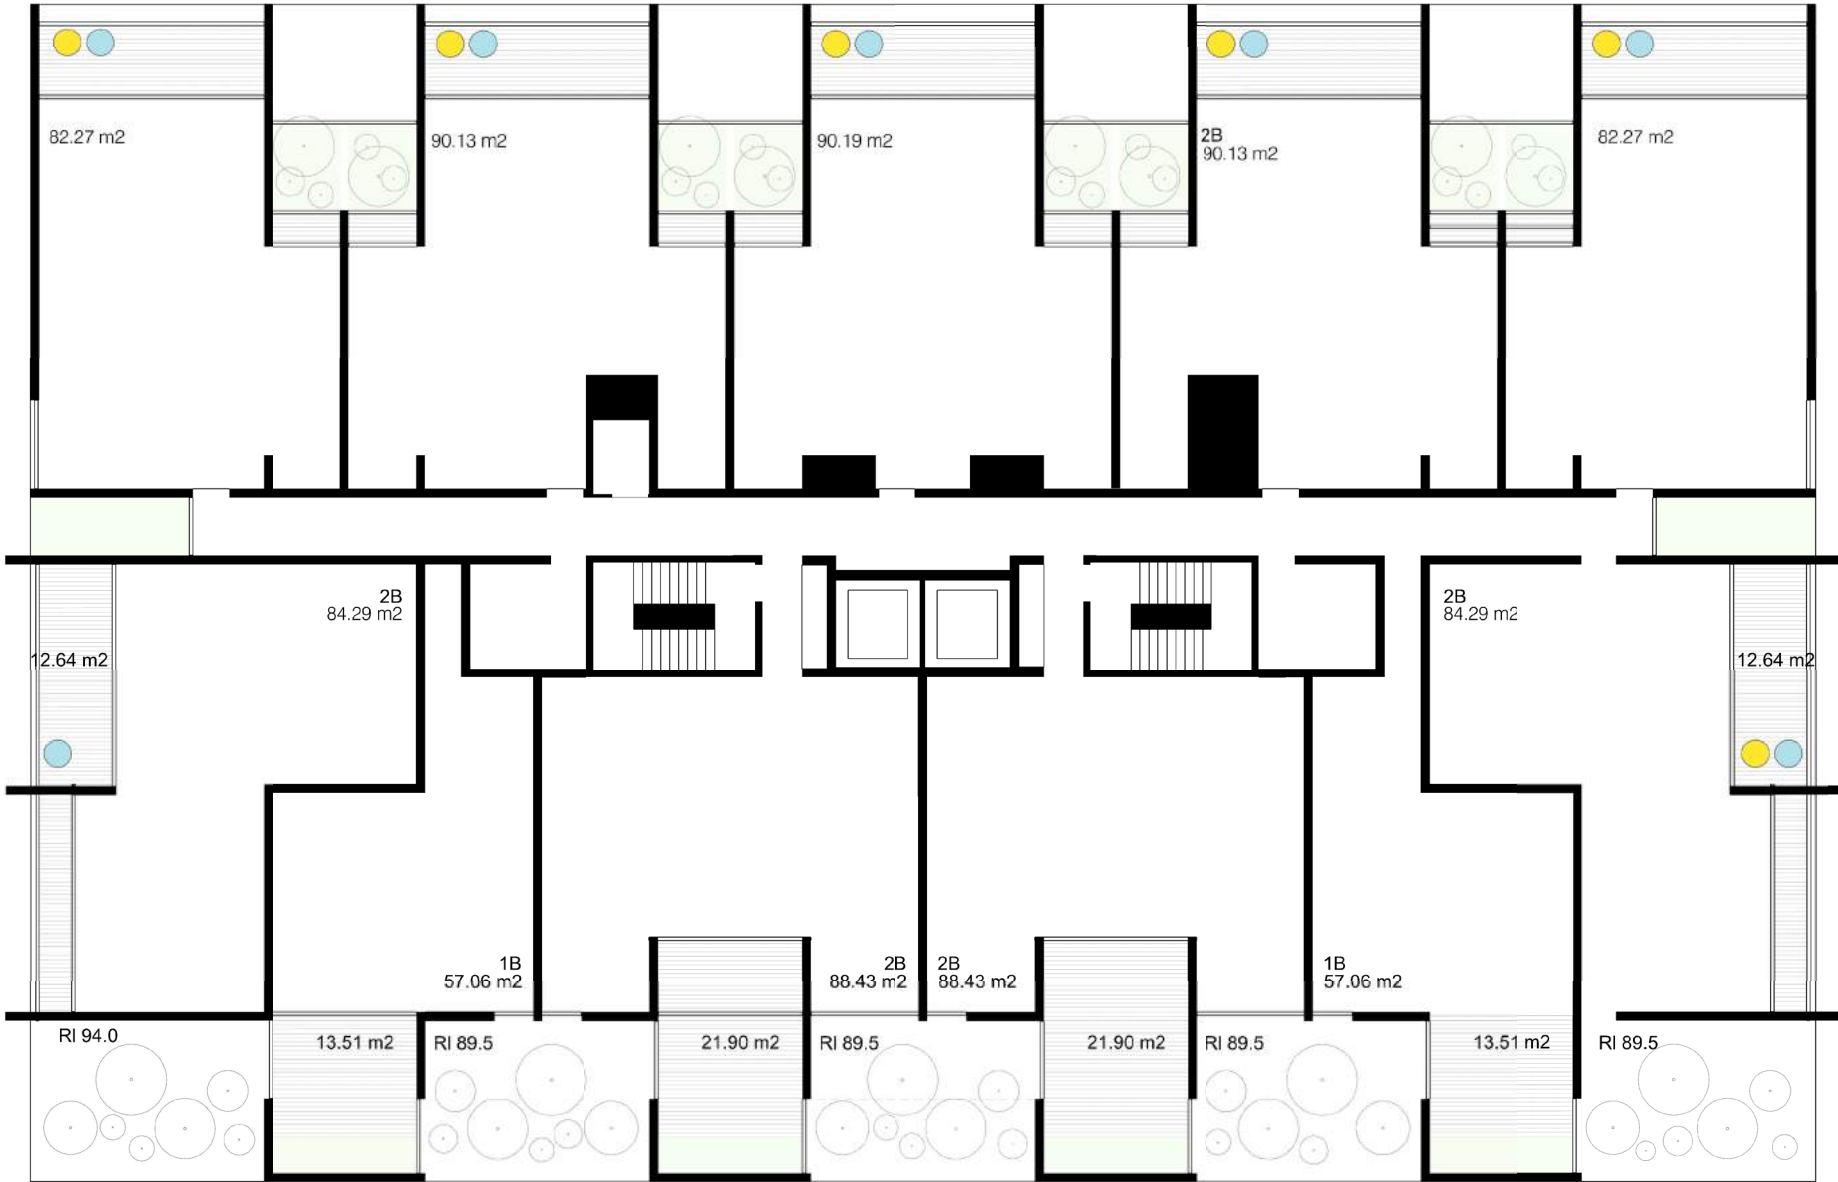 82.27 m2
90.13 m2
90.19 m2
2B
90.13 m2
82.27 m2
2B
84.29 m2
2B
84.29 m2
12.64 m2
12.64 m2
1B
57.06 m2
2B
88.43 m2
2B
88.43 m2
1B
57.06 m2
RI 94.0
13.51 m2
RI 89.5
21.90 m2
RI 89.5
21.90 m2
RI 89.5
13.51 m2
RI 89.5